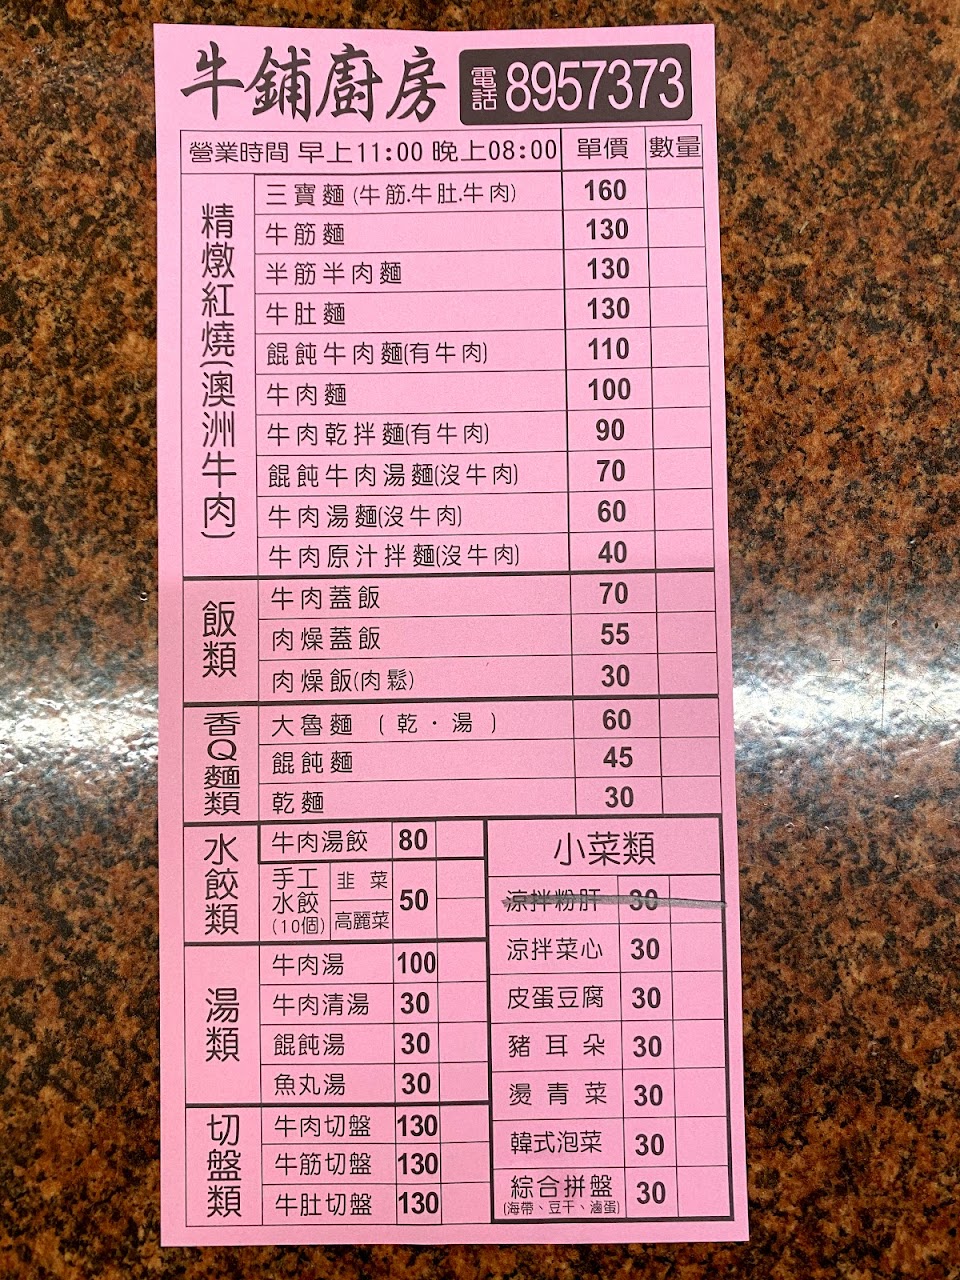 牛鋪廚房 電話 8957373
營業時間 早上11:00 晚上08:00 單價 數量
精燉紅燒(澳洲牛肉)
三寶麵(牛筋.牛肚.牛肉) 160
牛筋麵 130
半筋半肉麵 130
牛肚麵 130
餛飩牛肉麵(有牛肉) 110
牛肉麵 100
牛肉乾拌麵(有牛肉) 90
餛飩牛肉湯麵(沒牛肉) 70
牛肉湯麵(沒牛肉) 60
牛肉原汁拌麵(沒牛肉) 40
飯類
牛肉蓋飯 70
肉燥蓋飯 55
肉燥飯(肉鬆) 30
香Q麵類
大魯麵 (乾·湯) 60
餛飩麵 45
乾麵 30
水餃類
牛肉湯餃 80
手工水餃(10個) 韭菜 高麗菜 50
湯類
牛肉湯 100
牛肉清湯 30
餛飩湯 30
魚丸湯 30
切盤類
牛肉切盤 130
牛筋切盤 130
牛肚切盤 130
小菜類
涼拌粉肝 30
涼拌菜心 30
皮蛋豆腐 30
豬耳朵 30
燙青菜 30
韓式泡菜 30
綜合拼盤 30
(海帶、豆干、滷蛋)